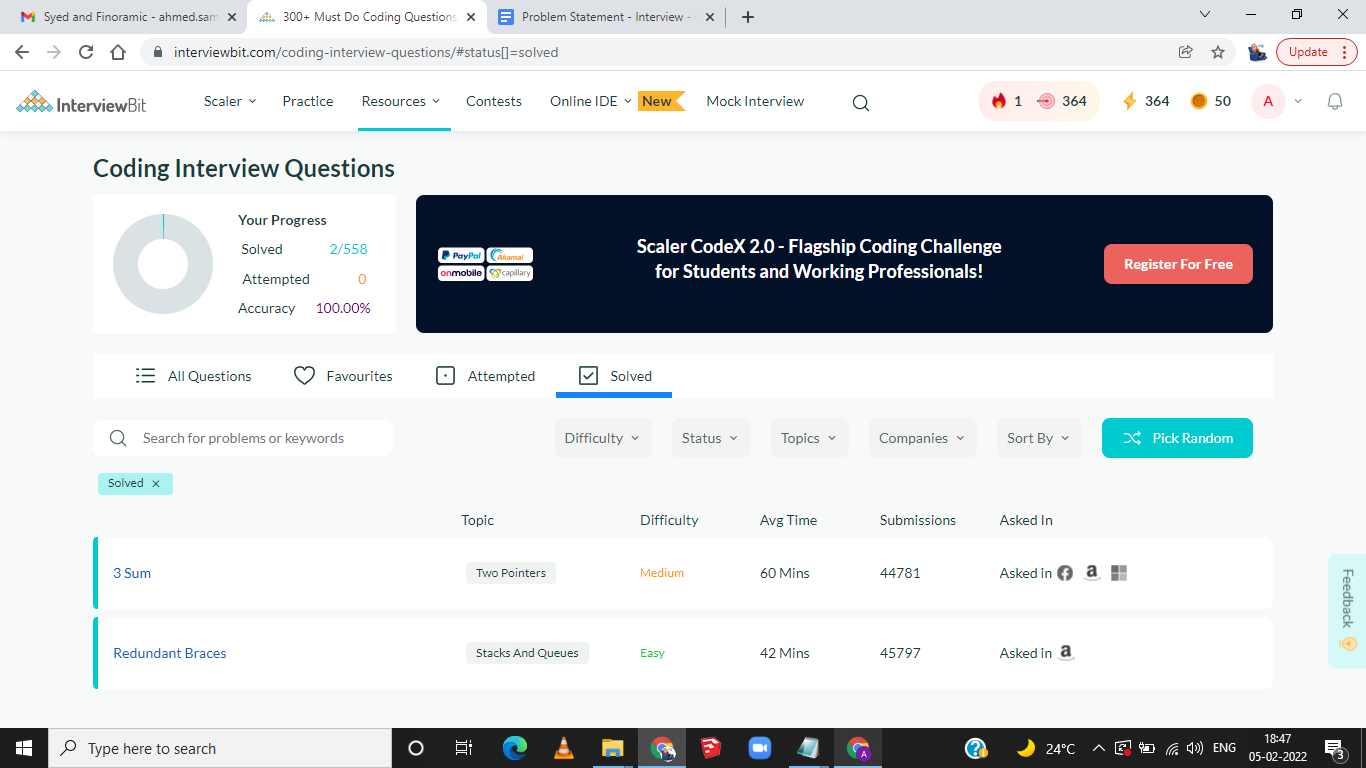 Syed and Finoramic - ahmed.sam
300+ Must Do Coding Questions
Problem Statement - Interview -
interviewbit.com/coding-interview-questions/#status[]=solved
Update
InterviewBit
Scaler
Practice
Resources
Contests
Online IDE
New
Mock Interview
1
364
364
50
A
Coding Interview Questions
Your Progress
Solved 2/558
Attempted 0
Accuracy 100.00%
PayPal
Akamai
onmobile
capillary
Scaler CodeX 2.0 - Flagship Coding Challenge
for Students and Working Professionals!
Register For Free
All Questions
Favourites
Attempted
Solved
Search for problems or keywords
Difficulty
Status
Topics
Companies
Sort By
Pick Random
Solved
Topic Difficulty Avg Time Submissions Asked In
3 Sum Two Pointers Medium 60 Mins 44781 Asked in
Redundant Braces Stacks And Queues Easy 42 Mins 45797 Asked in
Feedback
Type here to search
24°C
ENG
18:47
05-02-2022
3